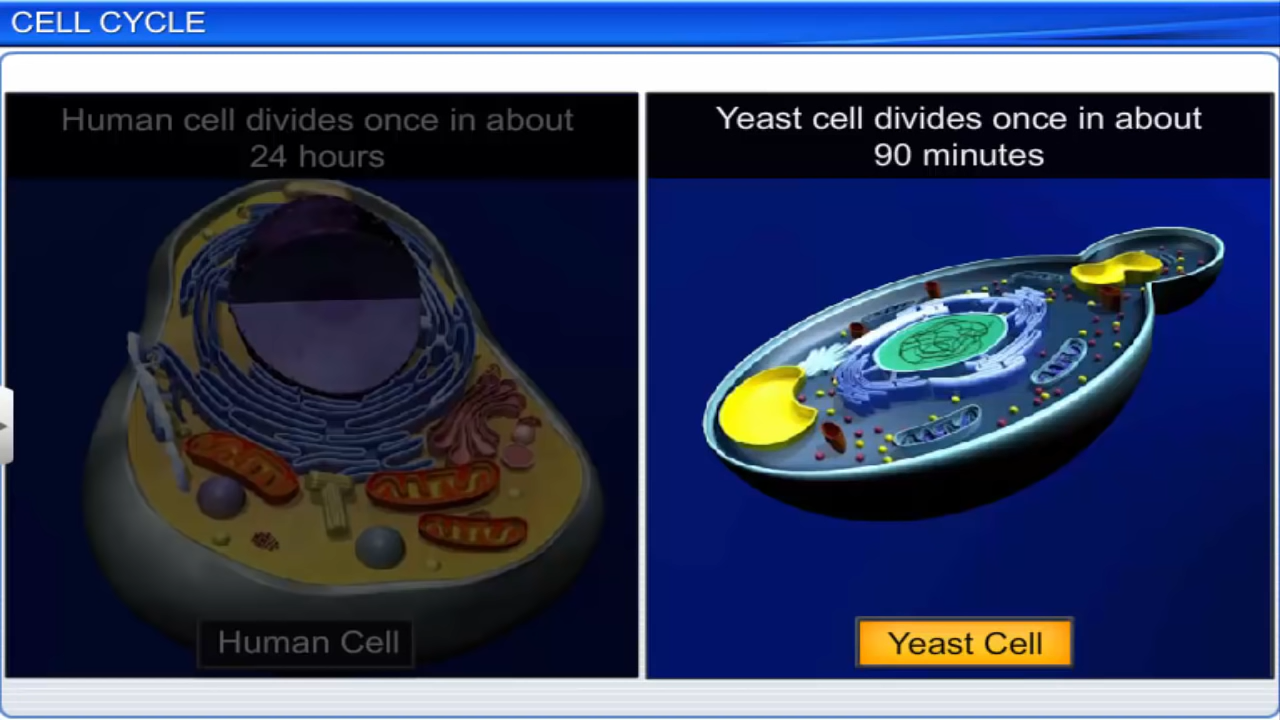 CELL CYCLE
Human cell divides once in about
24 hours
Yeast cell divides once in about
90 minutes
Human Cell
Yeast Cell